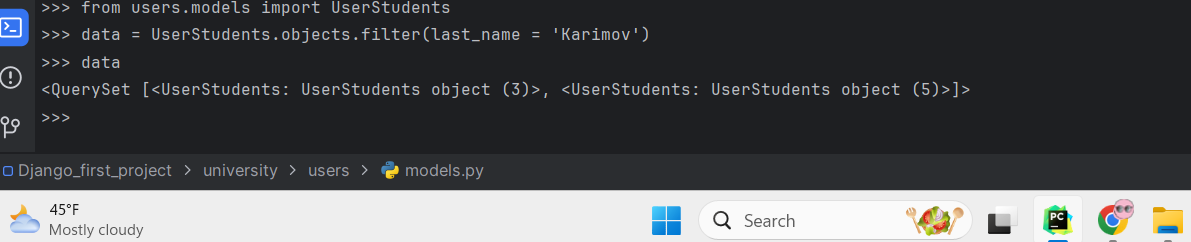 >>> from users.models import UserStudents
>>> data = UserStudents.objects.filter(last_name = 'Karimov')
>>> data
<QuerySet [<UserStudents: UserStudents object (3)>, <UserStudents: UserStudents object (5)>]>
>>>
Django_first_project > university > users > models.py
45°F
Mostly cloudy
Search
PC